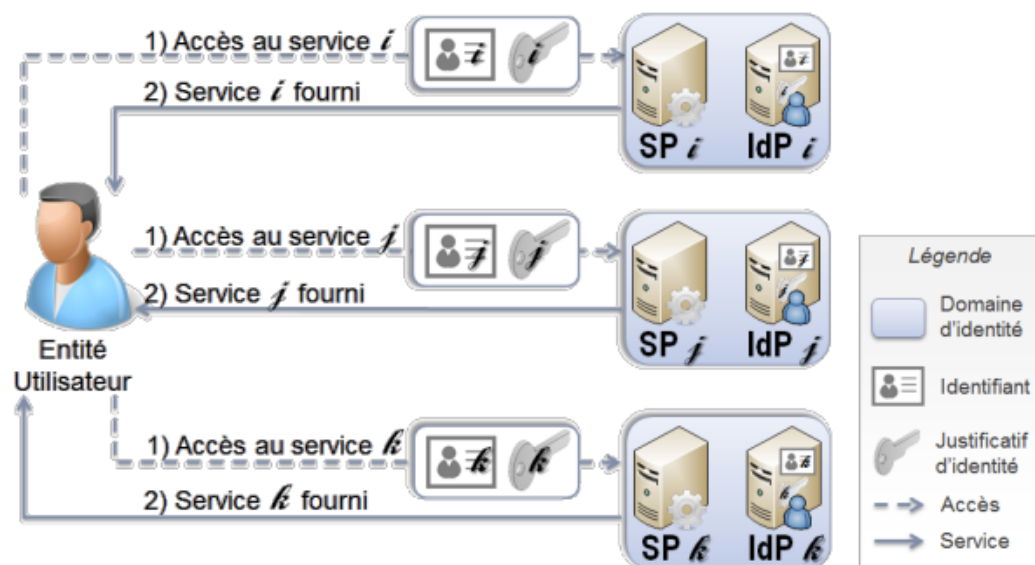 1) Accès au service i
i
i
2) Service i fourni
i
i
SP i
IdP i
1) Accès au service j
j
j
2) Service j fourni
j
j
SP j
IdP j
Entité
Utilisateur
1) Accès au service k
k
k
2) Service k fourni
k
k
SP k
IdP k
Légende
Domaine
d'identité
Identifiant
Justificatif
d'identité
Accès
Service